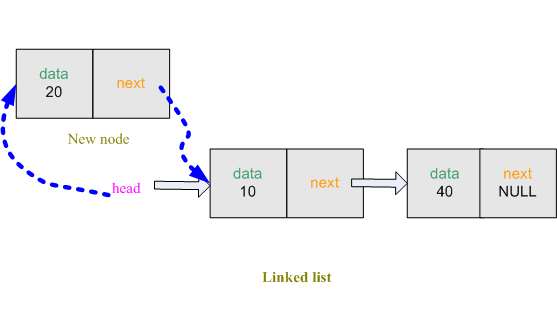 data
20
next
New node
head
data
10
next
data
40
next
NULL
Linked list